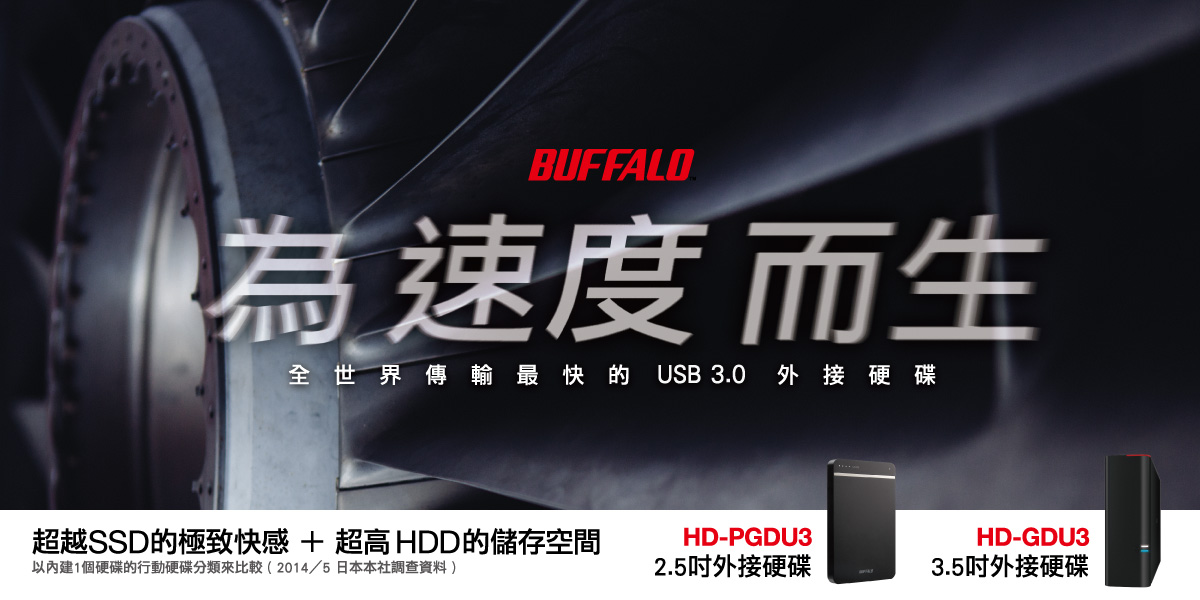 BUFFALO
為速度而生
全世界傳輸最快的 USB 3.0 外接硬碟
超越SSD的極致快感 ＋ 超高HDD的儲存空間
以內建1個硬碟的行動硬碟分類來比較（2014／5 日本本社調查資料）
HD-PGDU3
2.5吋外接硬碟
BUFFALO
HD-GDU3
3.5吋外接硬碟